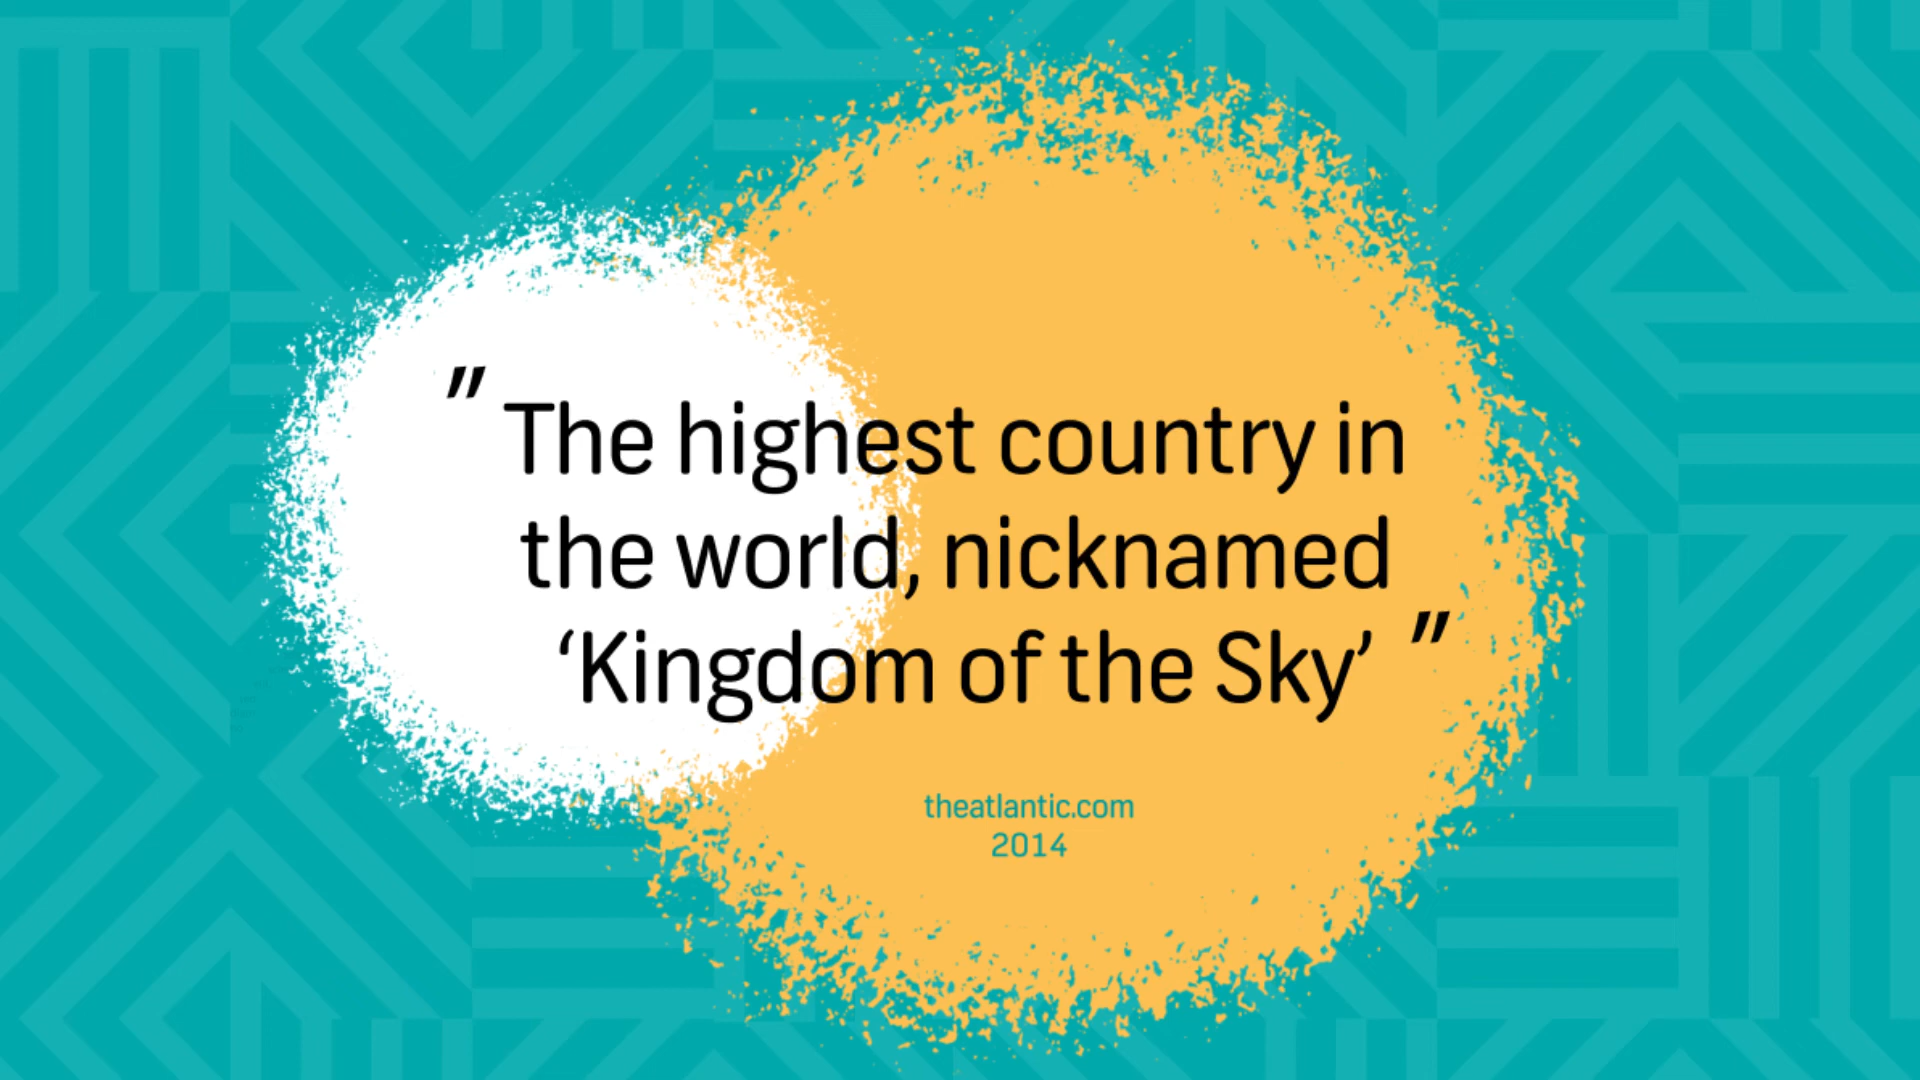 " The highest country in
the world, nicknamed
‘Kingdom of the Sky’ "
theatlantic.com
2014